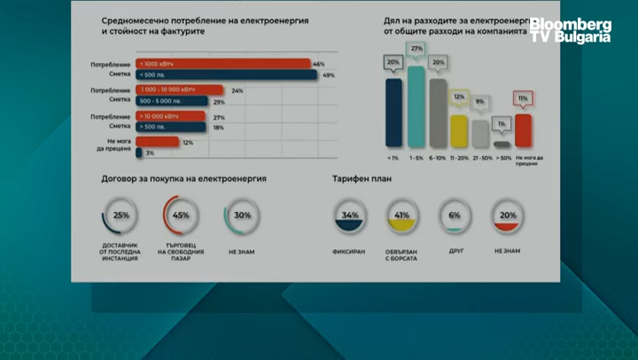 Bloomberg
TV Bulgaria
Средномесечно потребление на електроенергия
и стойност на фактурите
Потребление < 1000 кВтч 46%
Сметка < 500 лв. 49%
Потребление 1 000 - 10 000 кВтч 24%
Сметка 500 - 5 000 лв. 29%
Потребление > 10 000 кВтч 27%
Сметка > 500 лв. 18%
Не мога
да преценя
12%
3%
Дял на разходите за електроенергия
от общите разходи на компанията
20% 27% 20% 12% 9% 1% 11%
< 1% 1 - 5% 6 - 10% 11 - 20% 21 - 50% > 50% Не мога да
преценя
Договор за покупка на електроенергия
25% 45% 30%
ДОСТАВЧИК
ОТ ПОСЛЕДНА
ИНСТАНЦИЯ
ТЪРГОВЕЦ
НА СВОБОДНИЯ
ПАЗАР
НЕ ЗНАМ
Тарифен план
34% 41% 6% 20%
ФИКСИРАН
ОБВЪРЗАН
С БОРСАТА
ДРУГ
НЕ ЗНАМ